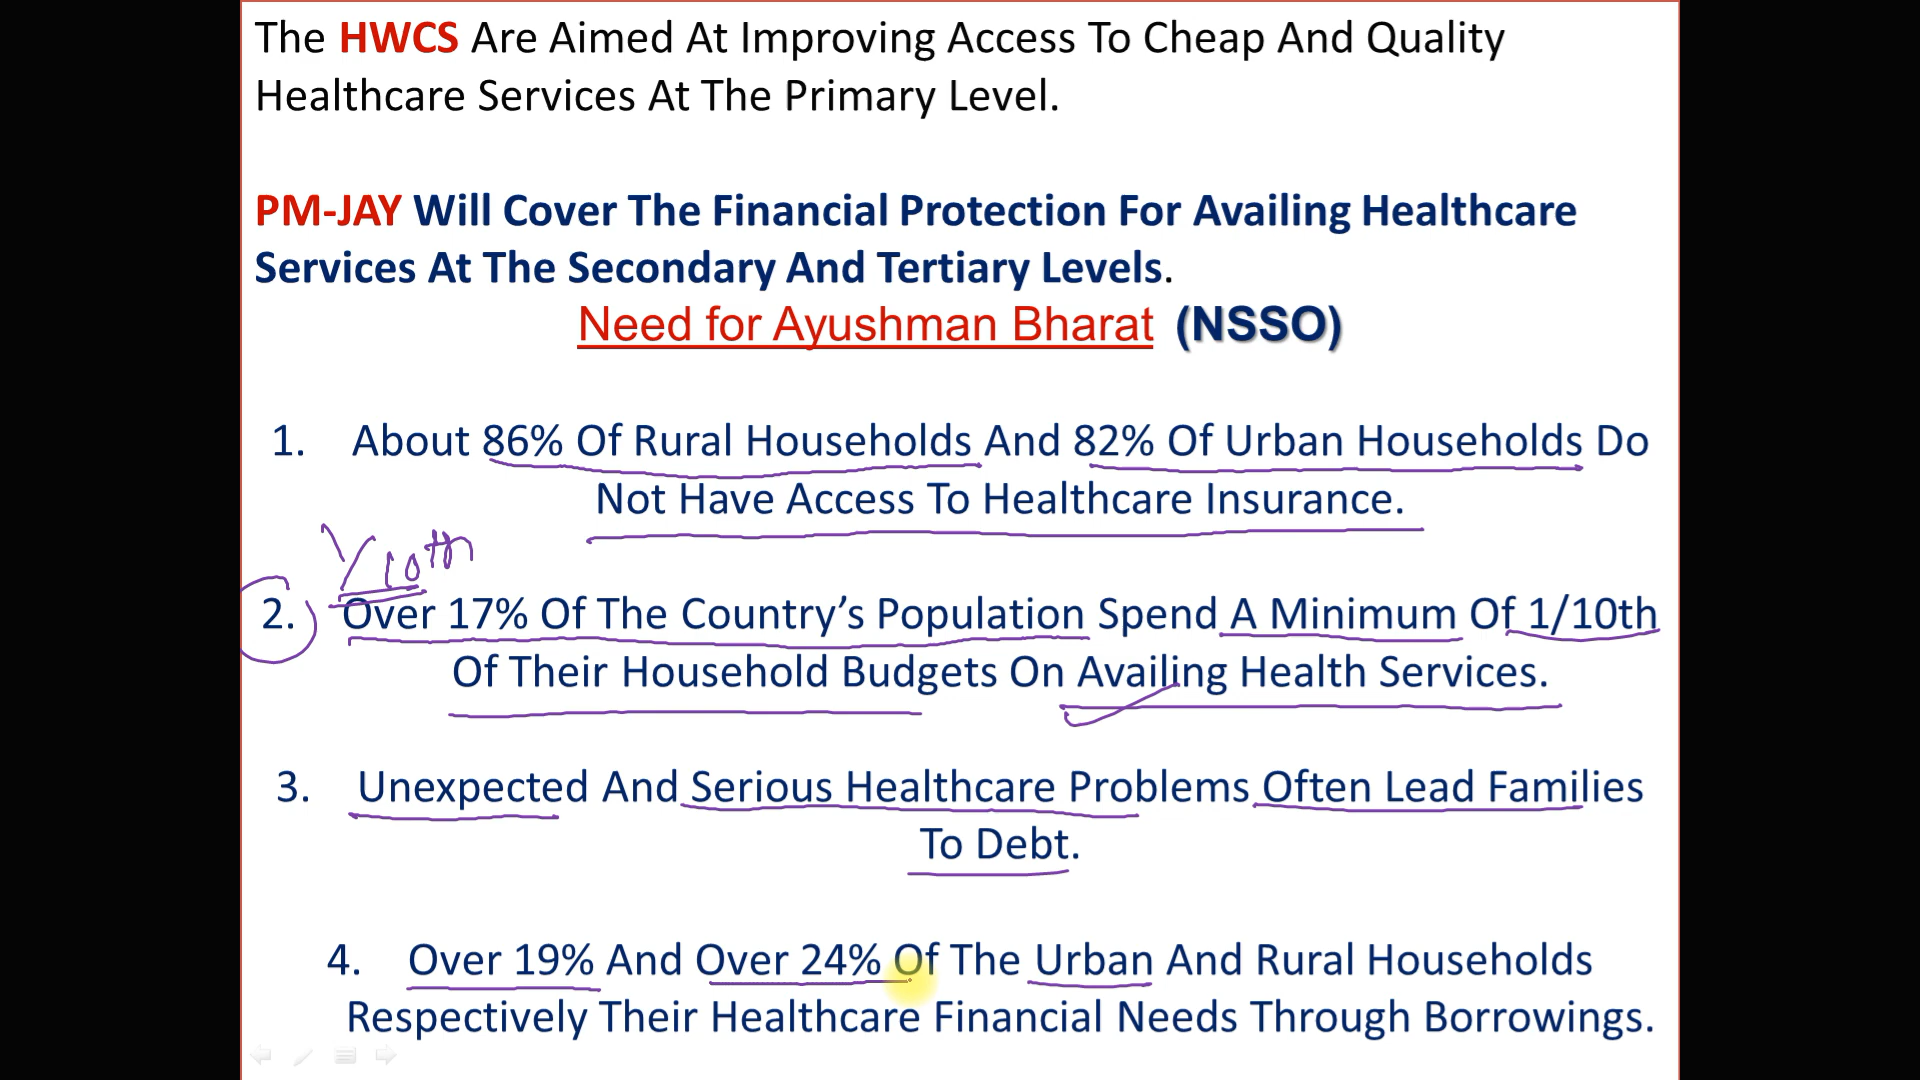 The HWCS Are Aimed At Improving Access To Cheap And Quality
Healthcare Services At The Primary Level.
PM-JAY Will Cover The Financial Protection For Availing Healthcare
Services At The Secondary And Tertiary Levels.
Need for Ayushman Bharat (NSSO)
1. About 86% Of Rural Households And 82% Of Urban Households Do
Not Have Access To Healthcare Insurance.
1/10th
2. Over 17% Of The Country’s Population Spend A Minimum Of 1/10th
Of Their Household Budgets On Availing Health Services.
3. Unexpected And Serious Healthcare Problems Often Lead Families
To Debt.
4. Over 19% And Over 24% Of The Urban And Rural Households
Respectively Their Healthcare Financial Needs Through Borrowings.